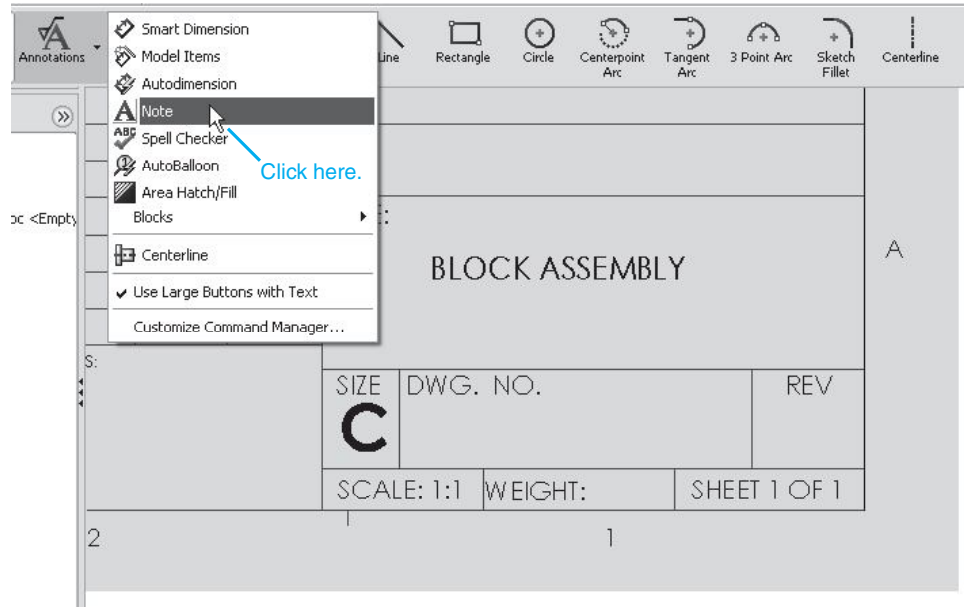 Annotations
Smart Dimension
Model Items
Autodimension
Note
Spell Checker
AutoBalloon
Area Hatch/Fill
Blocks
Centerline
Use Large Buttons with Text
Customize Command Manager...
Click here.
Line
Rectangle
Circle
Centerpoint
Arc
Tangent
Arc
3 Point Arc
Sketch
Fillet
Centerline
oc <Empty
ABC
BLOCK ASSEMBLY
A
S:
SIZE
C
DWG. NO.
REV
SCALE: 1:1
WEIGHT:
SHEET 1 OF 1
2
1